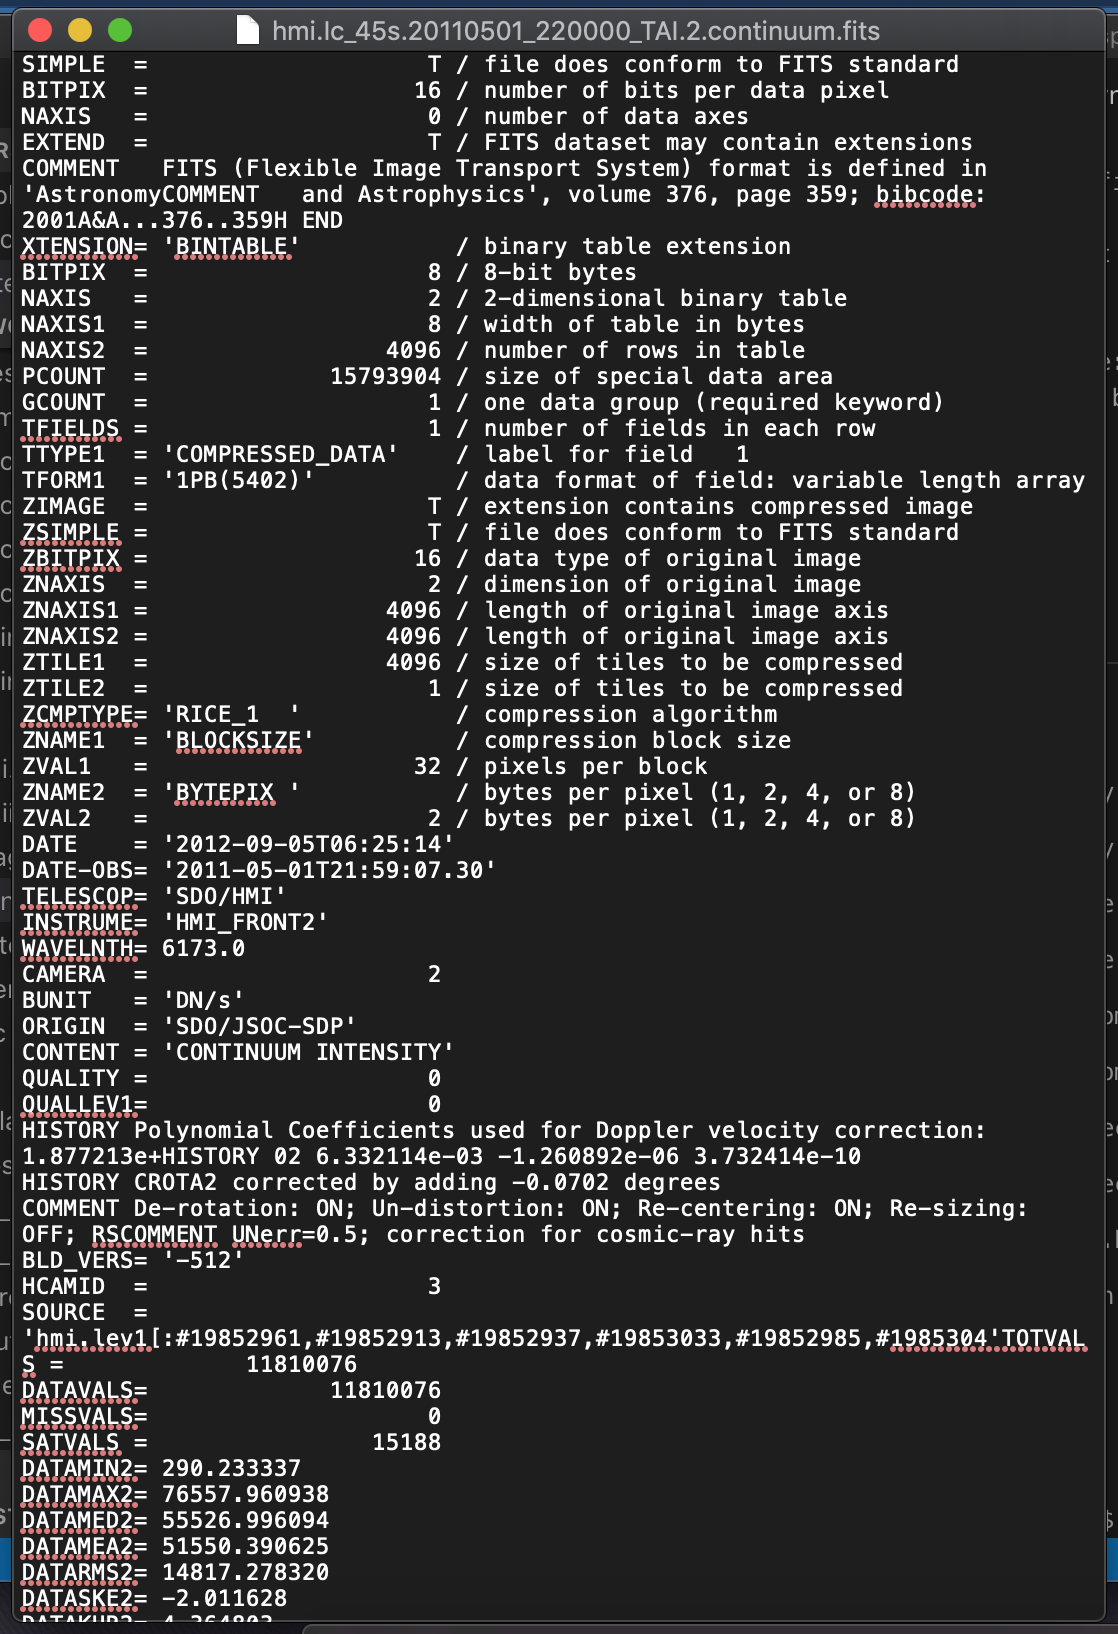 hmi.Ic_45s.20110501_220000_TAI.2.continuum.fits
SIMPLE  =                    T / file does conform to FITS standard
BITPIX  =                   16 / number of bits per data pixel
NAXIS   =                    0 / number of data axes
EXTEND  =                    T / FITS dataset may contain extensions
COMMENT   FITS (Flexible Image Transport System) format is defined in
'AstronomyCOMMENT   and Astrophysics', volume 376, page 359; bibcode:
2001A&A...376..359H END
XTENSION= 'BINTABLE'           / binary table extension
BITPIX  =                    8 / 8-bit bytes
NAXIS   =                    2 / 2-dimensional binary table
NAXIS1  =                    8 / width of table in bytes
NAXIS2  =                 4096 / number of rows in table
PCOUNT  =             15793904 / size of special data area
GCOUNT  =                    1 / one data group (required keyword)
TFIELDS =                    1 / number of fields in each row
TTYPE1  = 'COMPRESSED_DATA'    / label for field   1
TFORM1  = '1PB(5402)'          / data format of field: variable length array
ZIMAGE  =                    T / extension contains compressed image
ZSIMPLE =                    T / file does conform to FITS standard
ZBITPIX =                   16 / data type of original image
ZNAXIS  =                    2 / dimension of original image
ZNAXIS1 =                 4096 / length of original image axis
ZNAXIS2 =                 4096 / length of original image axis
ZTILE1  =                 4096 / size of tiles to be compressed
ZTILE2  =                    1 / size of tiles to be compressed
ZCMPTYPE= 'RICE_1  '           / compression algorithm
ZNAME1  = 'BLOCKSIZE'          / compression block size
ZVAL1   =                   32 / pixels per block
ZNAME2  = 'BYTEPIX '           / bytes per pixel (1, 2, 4, or 8)
ZVAL2   =                    2 / bytes per pixel (1, 2, 4, or 8)
DATE    = '2012-09-05T06:25:14'
DATE-OBS= '2011-05-01T21:59:07.30'
TELESCOP= 'SDO/HMI'
INSTRUME= 'HMI_FRONT2'
WAVELNTH= 6173.0
CAMERA  =                    2
BUNIT   = 'DN/s'
ORIGIN  = 'SDO/JSOC-SDP'
CONTENT = 'CONTINUUM INTENSITY'
QUALITY =                    0
QUALLEV1=                    0
HISTORY Polynomial Coefficients used for Doppler velocity correction:
1.877213e+HISTORY 02 6.332114e-03 -1.260892e-06 3.732414e-10
HISTORY CROTA2 corrected by adding -0.0702 degrees
COMMENT De-rotation: ON; Un-distortion: ON; Re-centering: ON; Re-sizing:
OFF; RSCOMMENT UNerr=0.5; correction for cosmic-ray hits
BLD_VERS= '-512'
HCAMID  =                    3
SOURCE  =
'hmi.lev1[:#19852961,#19852913,#19852937,#19853033,#19852985,#1985304'TOTVAL
S =             11810076
DATAVALS=             11810076
MISSVALS=                    0
SATVALS =                15188
DATAMIN2= 290.233337
DATAMAX2= 76557.960938
DATAMED2= 55526.996094
DATAMEA2= 51550.390625
DATARMS2= 14817.278320
DATASKE2= -2.011628
DATAKUR2= 4.364803